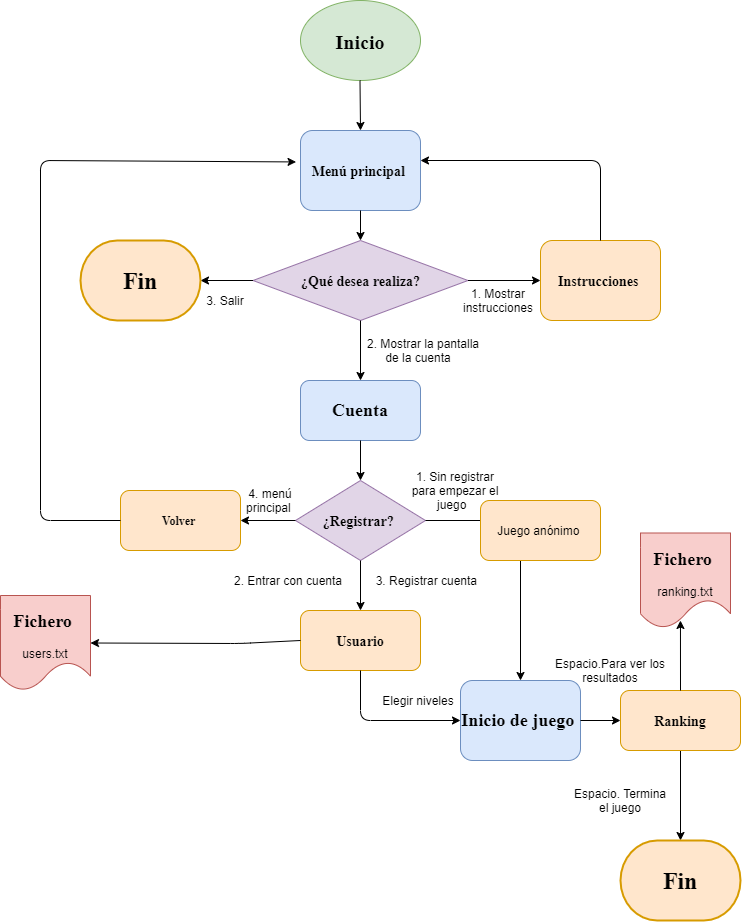 Inicio
Menú principal
¿Qué desea realiza?
Fin
3. Salir
1. Mostrar
instrucciones
Instrucciones
2. Mostrar la pantalla
de la cuenta
Cuenta
1. Sin registrar
para empezar el
juego
4. menú
principal
¿Registrar?
Volver
Juego anónimo
2. Entrar con cuenta
3. Registrar cuenta
Fichero
ranking.txt
Fichero
users.txt
Usuario
Espacio.Para ver los
resultados
Elegir niveles
Inicio de juego
Ranking
Espacio. Termina
el juego
Fin